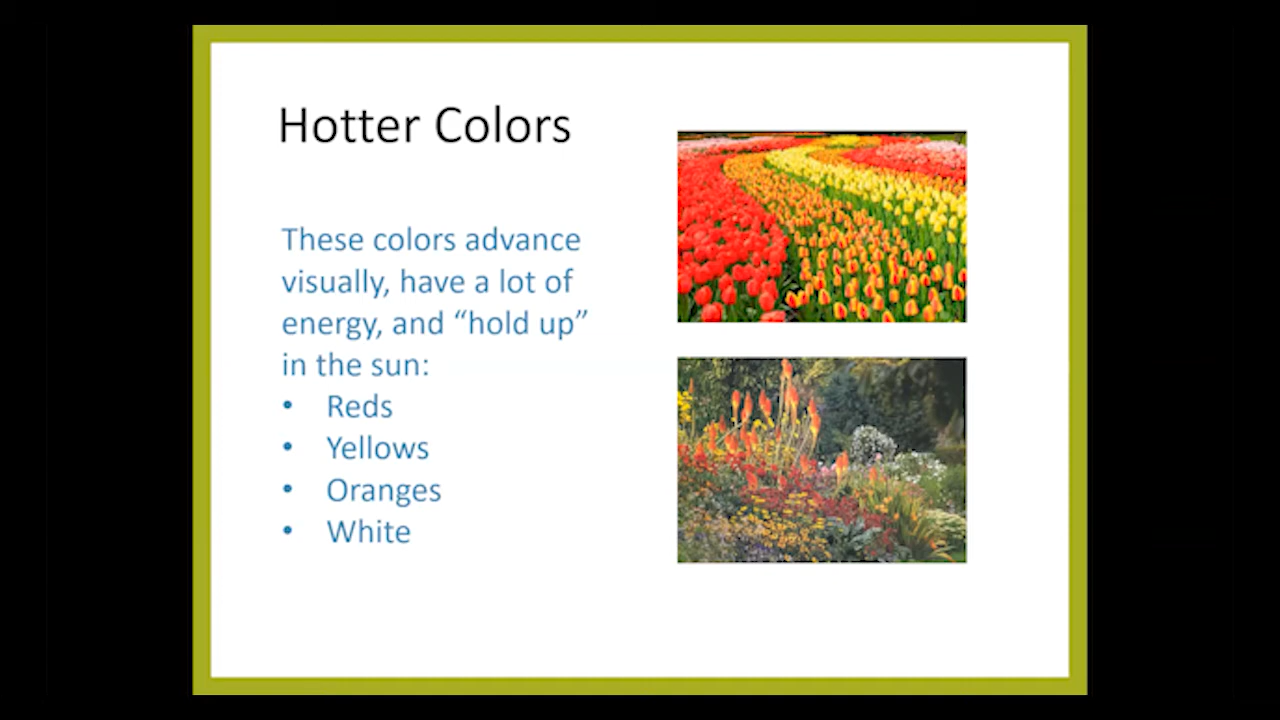 Hotter Colors
These colors advance
visually, have a lot of
energy, and “hold up”
in the sun:
• Reds
• Yellows
• Oranges
• White